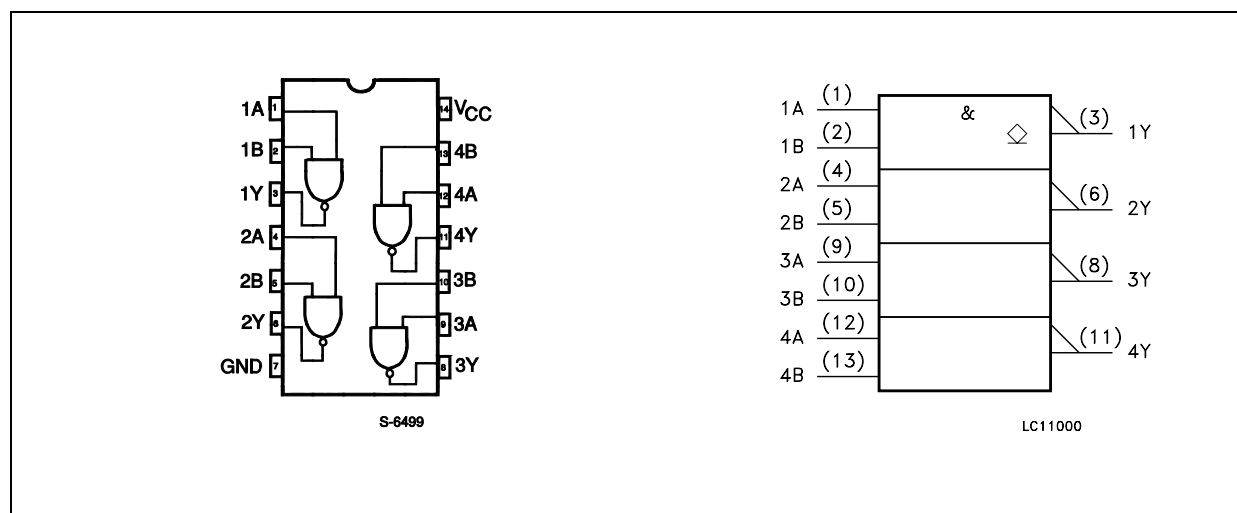 1A 1
1B 2
1Y 3
2A 4
2B 5
2Y 6
GND 7
14 VCC
13 4B
12 4A
11 4Y
10 3B
9 3A
8 3Y
S-6499
1A (1)
1B (2)
2A (4)
2B (5)
3A (9)
3B (10)
4A (12)
4B (13)
&
(3) 1Y
(6) 2Y
(8) 3Y
(11) 4Y
LC11000